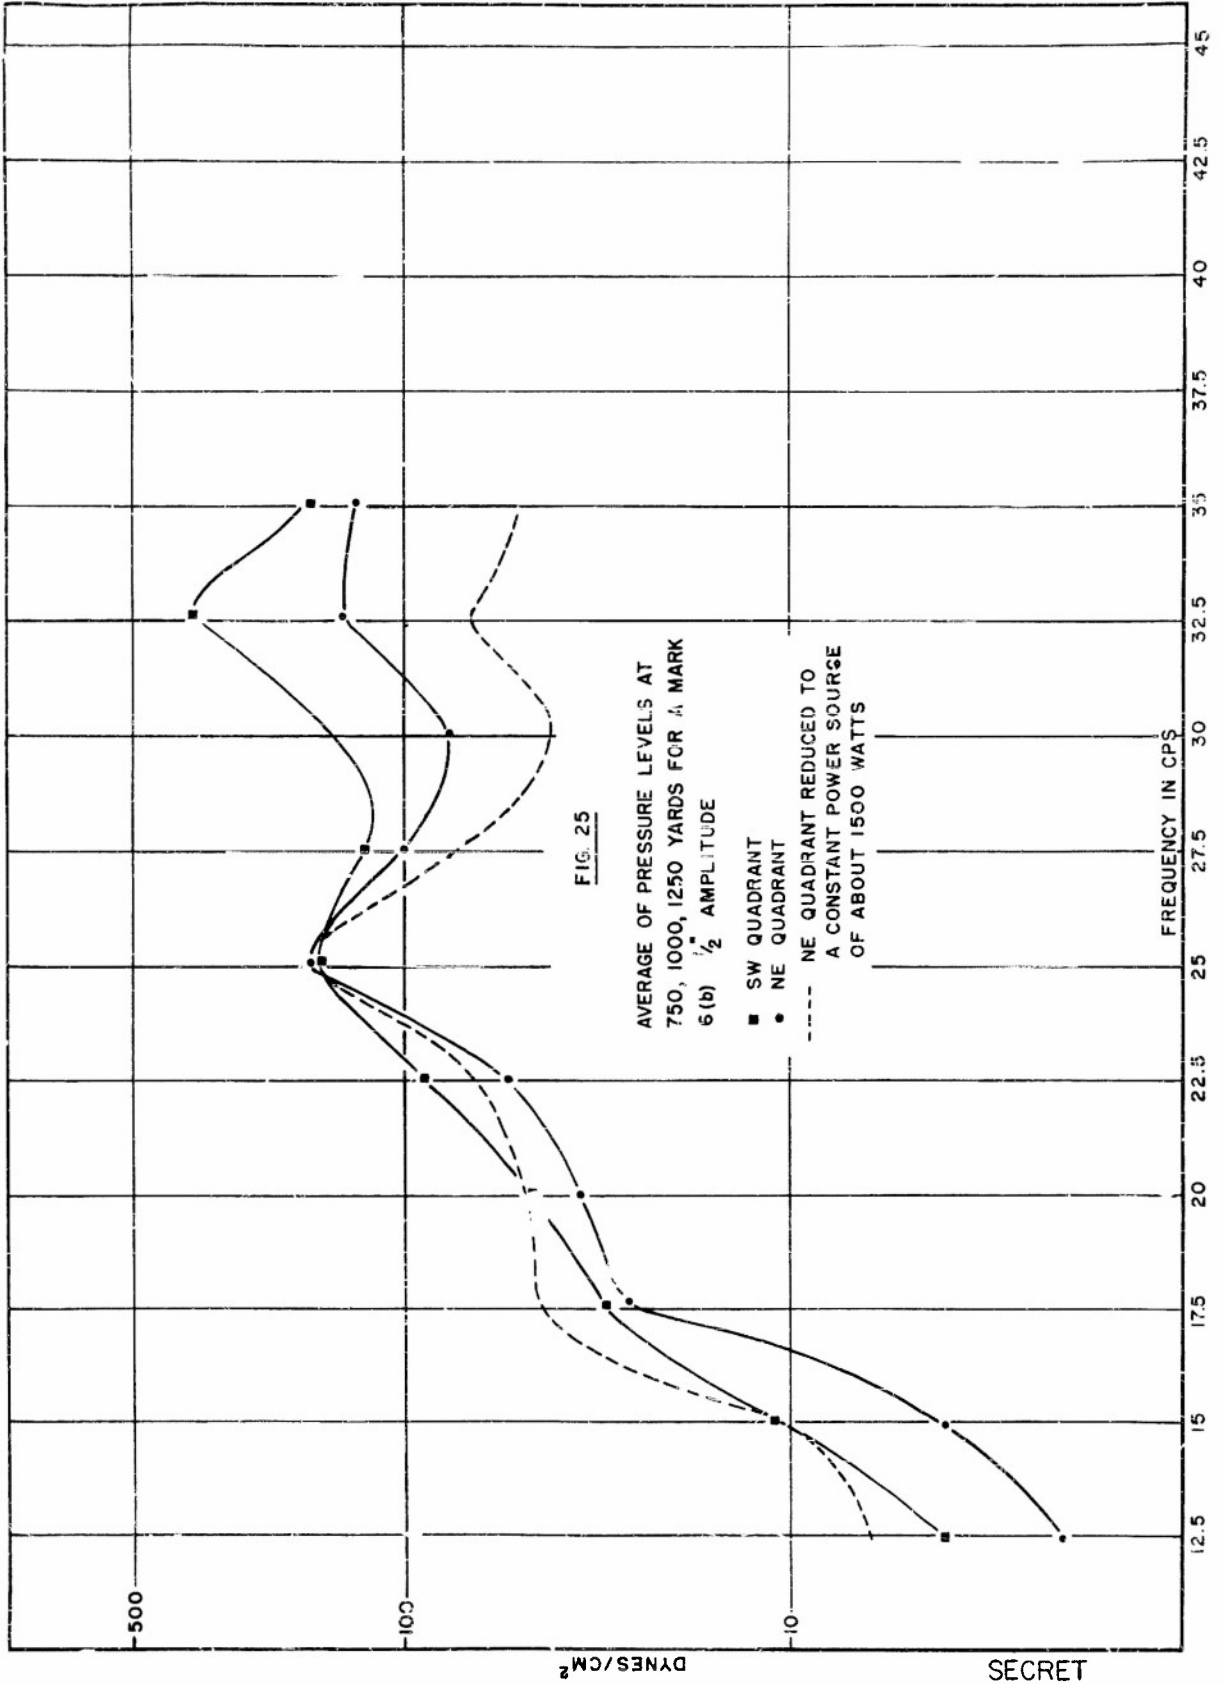 500
100
10
DYNES/CM²
FIG. 25
AVERAGE OF PRESSURE LEVELS AT
750, 1000, 1250 YARDS FOR A MARK
6(b) 1/2" AMPLITUDE
■ SW QUADRANT
● NE QUADRANT
---- NE QUADRANT REDUCED TO
A CONSTANT POWER SOURCE
OF ABOUT 1500 WATTS
12.5 15 17.5 20 22.5 25 27.5 30 32.5 35 37.5 40 42.5 45
FREQUENCY IN CPS
SECRET